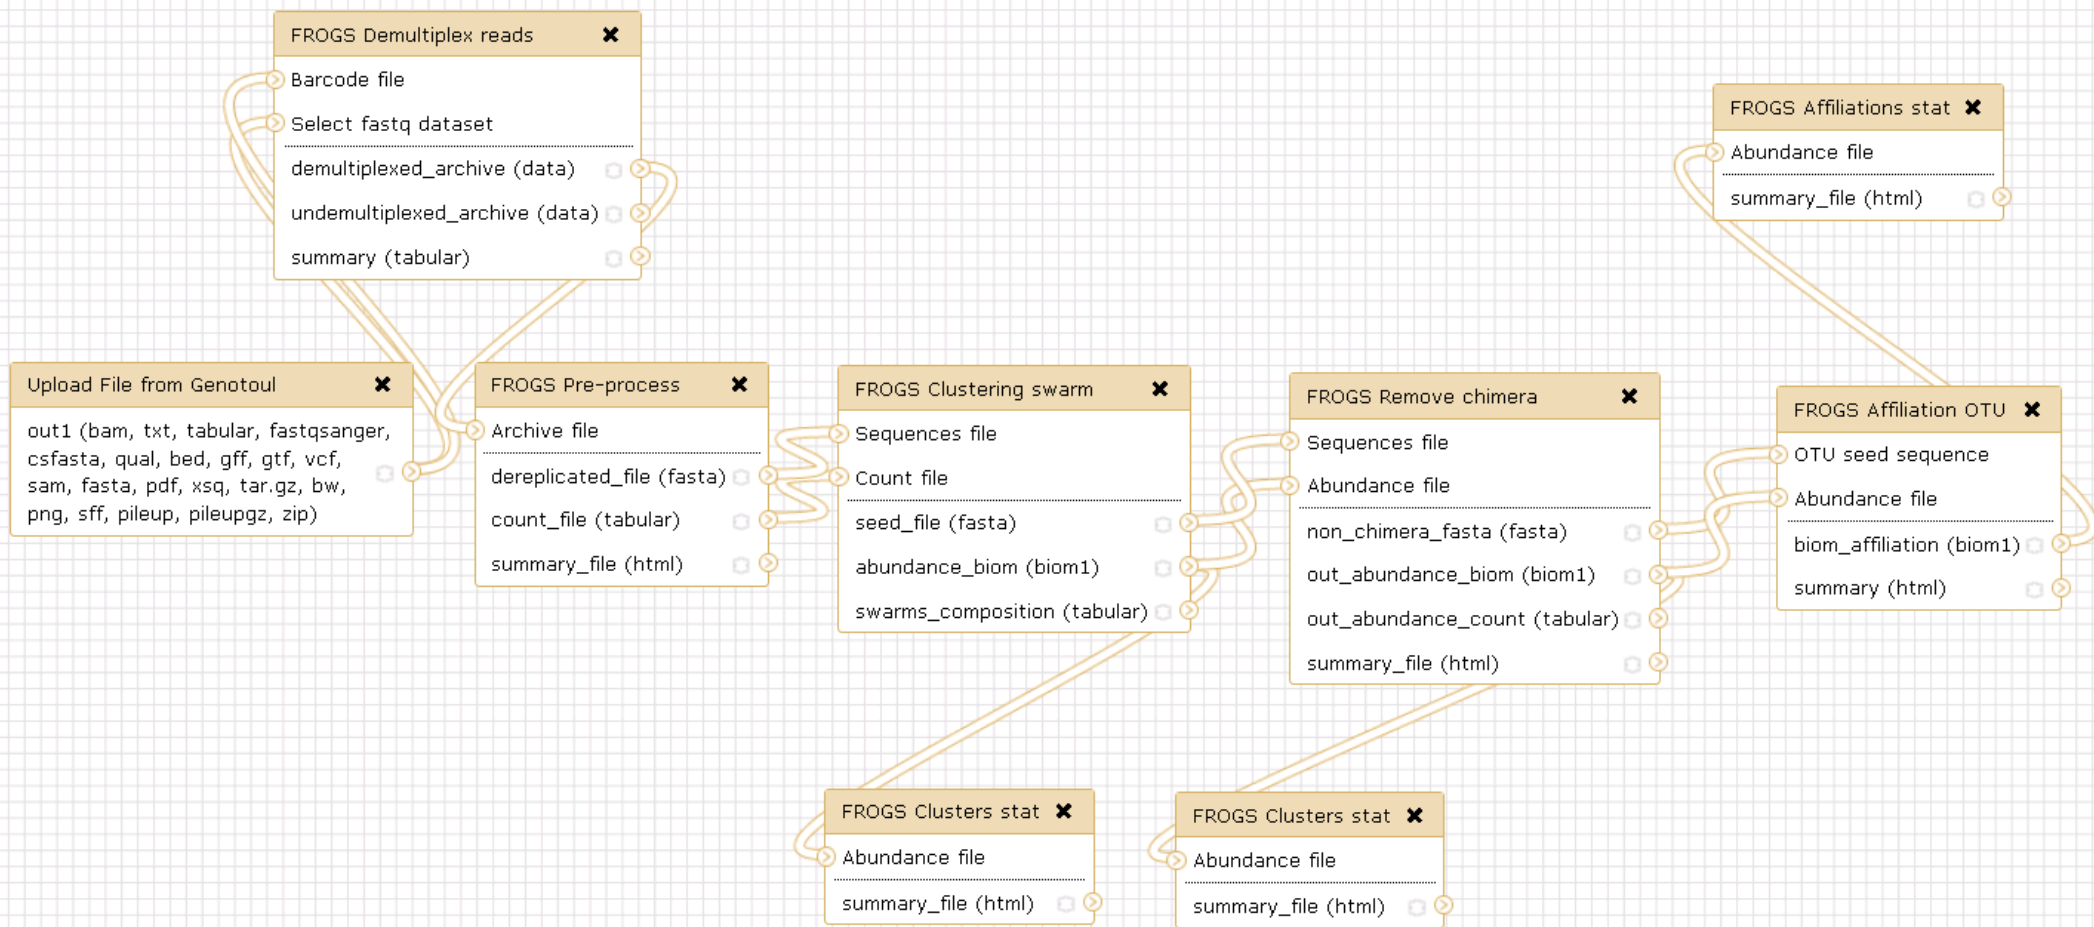 FROGS Demultiplex reads
Barcode file
Select fastq dataset
demultiplexed_archive (data)
undemultiplexed_archive (data)
summary (tabular)
FROGS Affiliations stat
Abundance file
summary_file (html)
Upload File from Genotoul
out1 (bam, txt, tabular, fastqsanger,
csfasta, qual, bed, gff, gtf, vcf,
sam, fasta, pdf, xsq, tar.gz, bw,
png, sff, pileup, pileupgz, zip)
FROGS Pre-process
Archive file
dereplicated_file (fasta)
count_file (tabular)
summary_file (html)
FROGS Clustering swarm
Sequences file
Count file
seed_file (fasta)
abundance_biom (biom1)
swarms_composition (tabular)
FROGS Remove chimera
Sequences file
Abundance file
non_chimera_fasta (fasta)
out_abundance_biom (biom1)
out_abundance_count (tabular)
summary_file (html)
FROGS Affiliation OTU
OTU seed sequence
Abundance file
biom_affiliation (biom1)
summary (html)
FROGS Clusters stat
Abundance file
summary_file (html)
FROGS Clusters stat
Abundance file
summary_file (html)